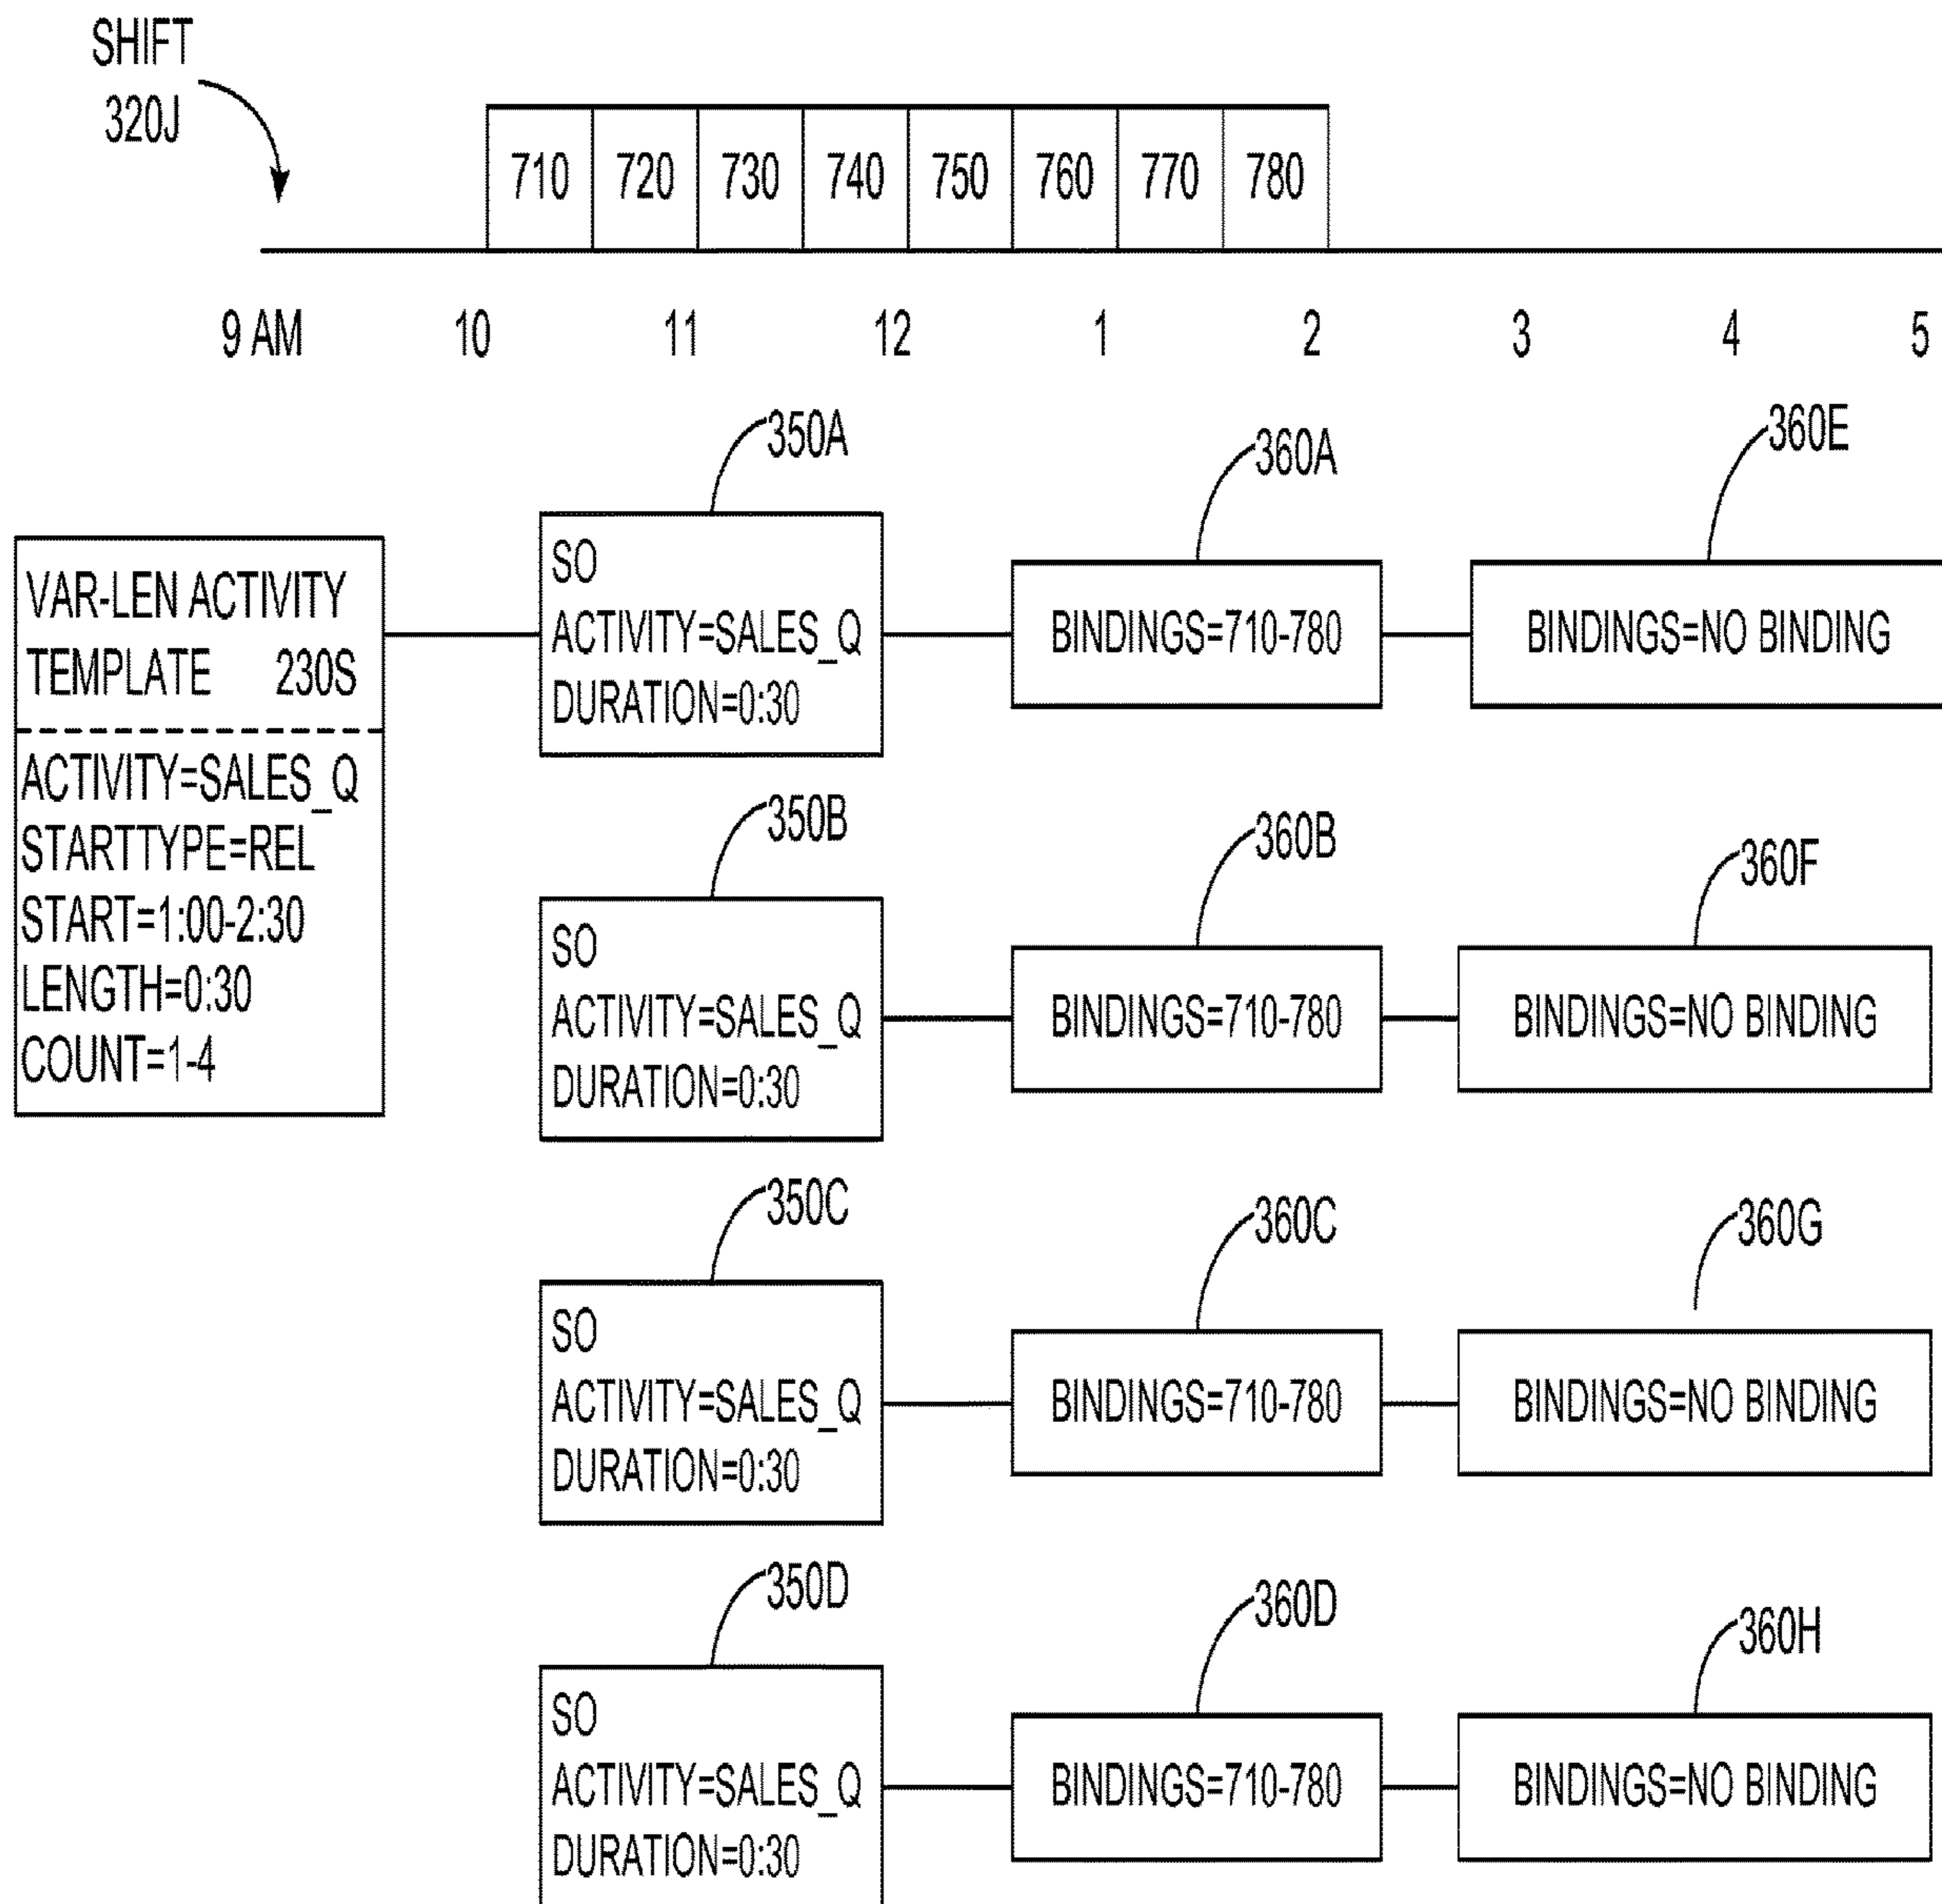 SHIFT
320J
710 720 730 740 750 760 770 780
9 AM 10 11 12 1 2 3 4 5
350A 360A 360E
VAR-LEN ACTIVITY
TEMPLATE 230S
ACTIVITY=SALES_Q
STARTTYPE=REL
START=1:00-2:30
LENGTH=0:30
COUNT=1-4
SO
ACTIVITY=SALES_Q
DURATION=0:30
BINDINGS=710-780
BINDINGS=NO BINDING
350B 360B 360F
SO
ACTIVITY=SALES_Q
DURATION=0:30
BINDINGS=710-780
BINDINGS=NO BINDING
350C 360C 360G
SO
ACTIVITY=SALES_Q
DURATION=0:30
BINDINGS=710-780
BINDINGS=NO BINDING
350D 360D 360H
SO
ACTIVITY=SALES_Q
DURATION=0:30
BINDINGS=710-780
BINDINGS=NO BINDING